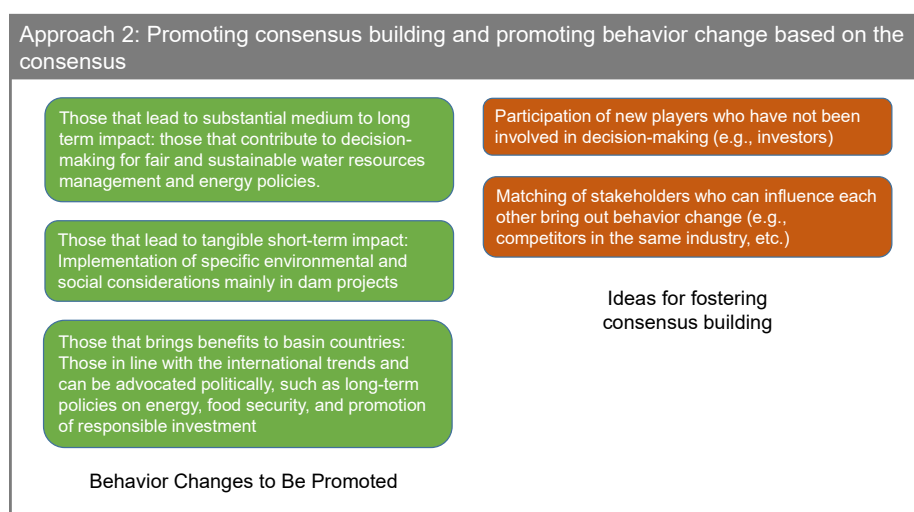 Approach 2: Promoting consensus building and promoting behavior change based on the
consensus
Those that lead to substantial medium to long
term impact: those that contribute to decision-
making for fair and sustainable water resources
management and energy policies.
Those that lead to tangible short-term impact:
Implementation of specific environmental and
social considerations mainly in dam projects
Those that brings benefits to basin countries:
Those in line with the international trends and
can be advocated politically, such as long-term
policies on energy, food security, and promotion
of responsible investment
Behavior Changes to Be Promoted
Participation of new players who have not been
involved in decision-making (e.g., investors)
Matching of stakeholders who can influence each
other bring out behavior change (e.g.,
competitors in the same industry, etc.)
Ideas for fostering
consensus building